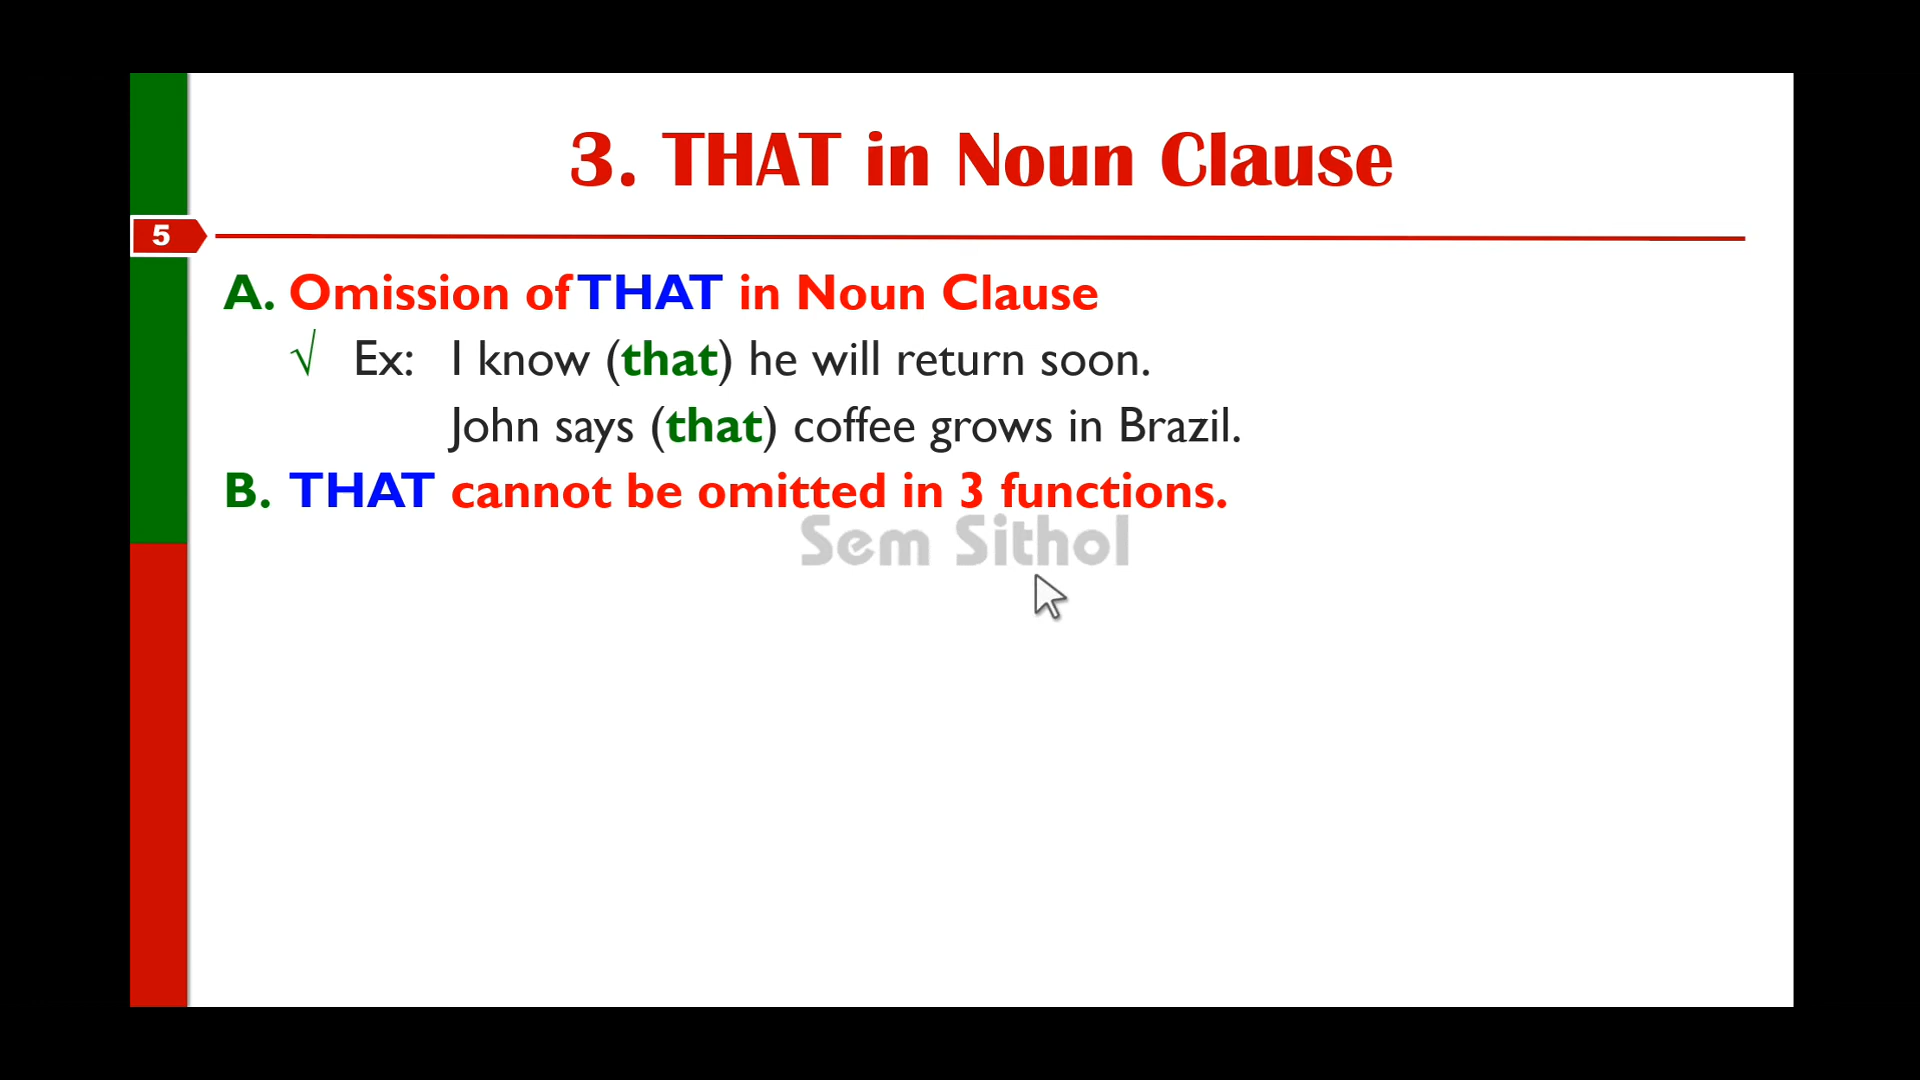 3. THAT in Noun Clause
5
A. Omission of THAT in Noun Clause
√ Ex: I know (that) he will return soon.
John says (that) coffee grows in Brazil.
B. THAT cannot be omitted in 3 functions.
Sem Sithol